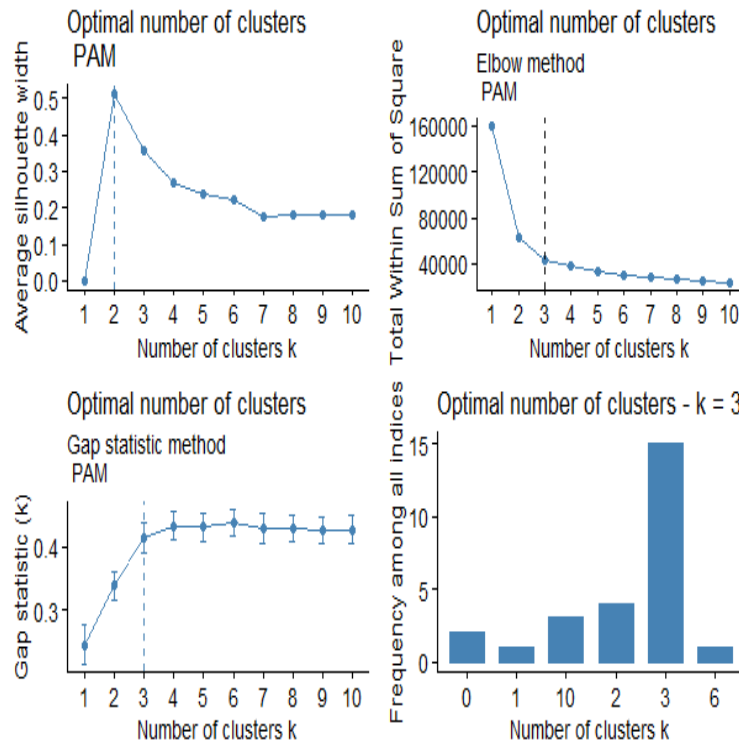 Optimal number of clusters
PAM
Average silhouette width
0.5
0.4
0.3
0.2
0.1
0.0
1 2 3 4 5 6 7 8 9 10
Number of clusters k
Optimal number of clusters
Elbow method
PAM
Total Within Sum of Square
160000
120000
80000
40000
1 2 3 4 5 6 7 8 9 10
Number of clusters k
Optimal number of clusters
Gap statistic method
PAM
Gap statistic (k)
0.4
0.3
1 2 3 4 5 6 7 8 9 10
Number of clusters k
Optimal number of clusters - k = 3
Frequency among all indices
15
10
5
0
0 1 10 2 3 6
Number of clusters k